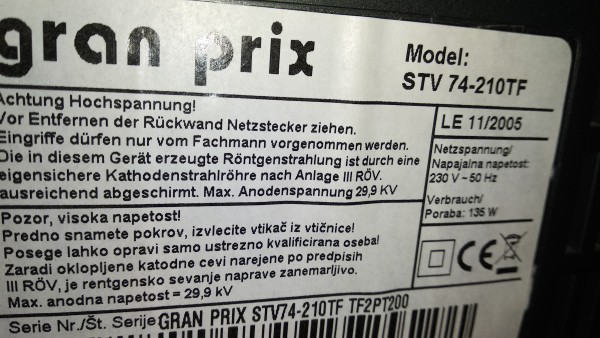 gran prix
Model:
STV 74-210TF
Achtung Hochspannung!
Vor Entfernen der Rückwand Netzstecker ziehen.
Eingriffe dürfen nur vom Fachmann vorgenommen werden.
Die in diesem Gerät erzeugte Röntgenstrahlung ist durch eine
eigensichere Kathodenstrahlröhre nach Anlage III RÖV.
ausreichend abgeschirmt. Max. Anodenspannung 29,9 KV
LE 11/2005
Netzspannung/
Napajalna napetost:
230 V ~ 50 Hz
Verbrauch/
Poraba: 135 W
Pozor, visoka napetost!
Predno snamete pokrov, izvlecite vtikač iz vtičnice!
Posege lahko opravi samo ustrezno kvalificirana oseba!
Zaradi oklopljene katodne cevi narejene po predpisih
III RÖV, je rentgensko sevanje naprave zanemarljivo.
Max. anodna napetost = 29,9 kV
CE
Serie Nr./Št. Serije GRAN PRIX STV74-210TF TF2PT200